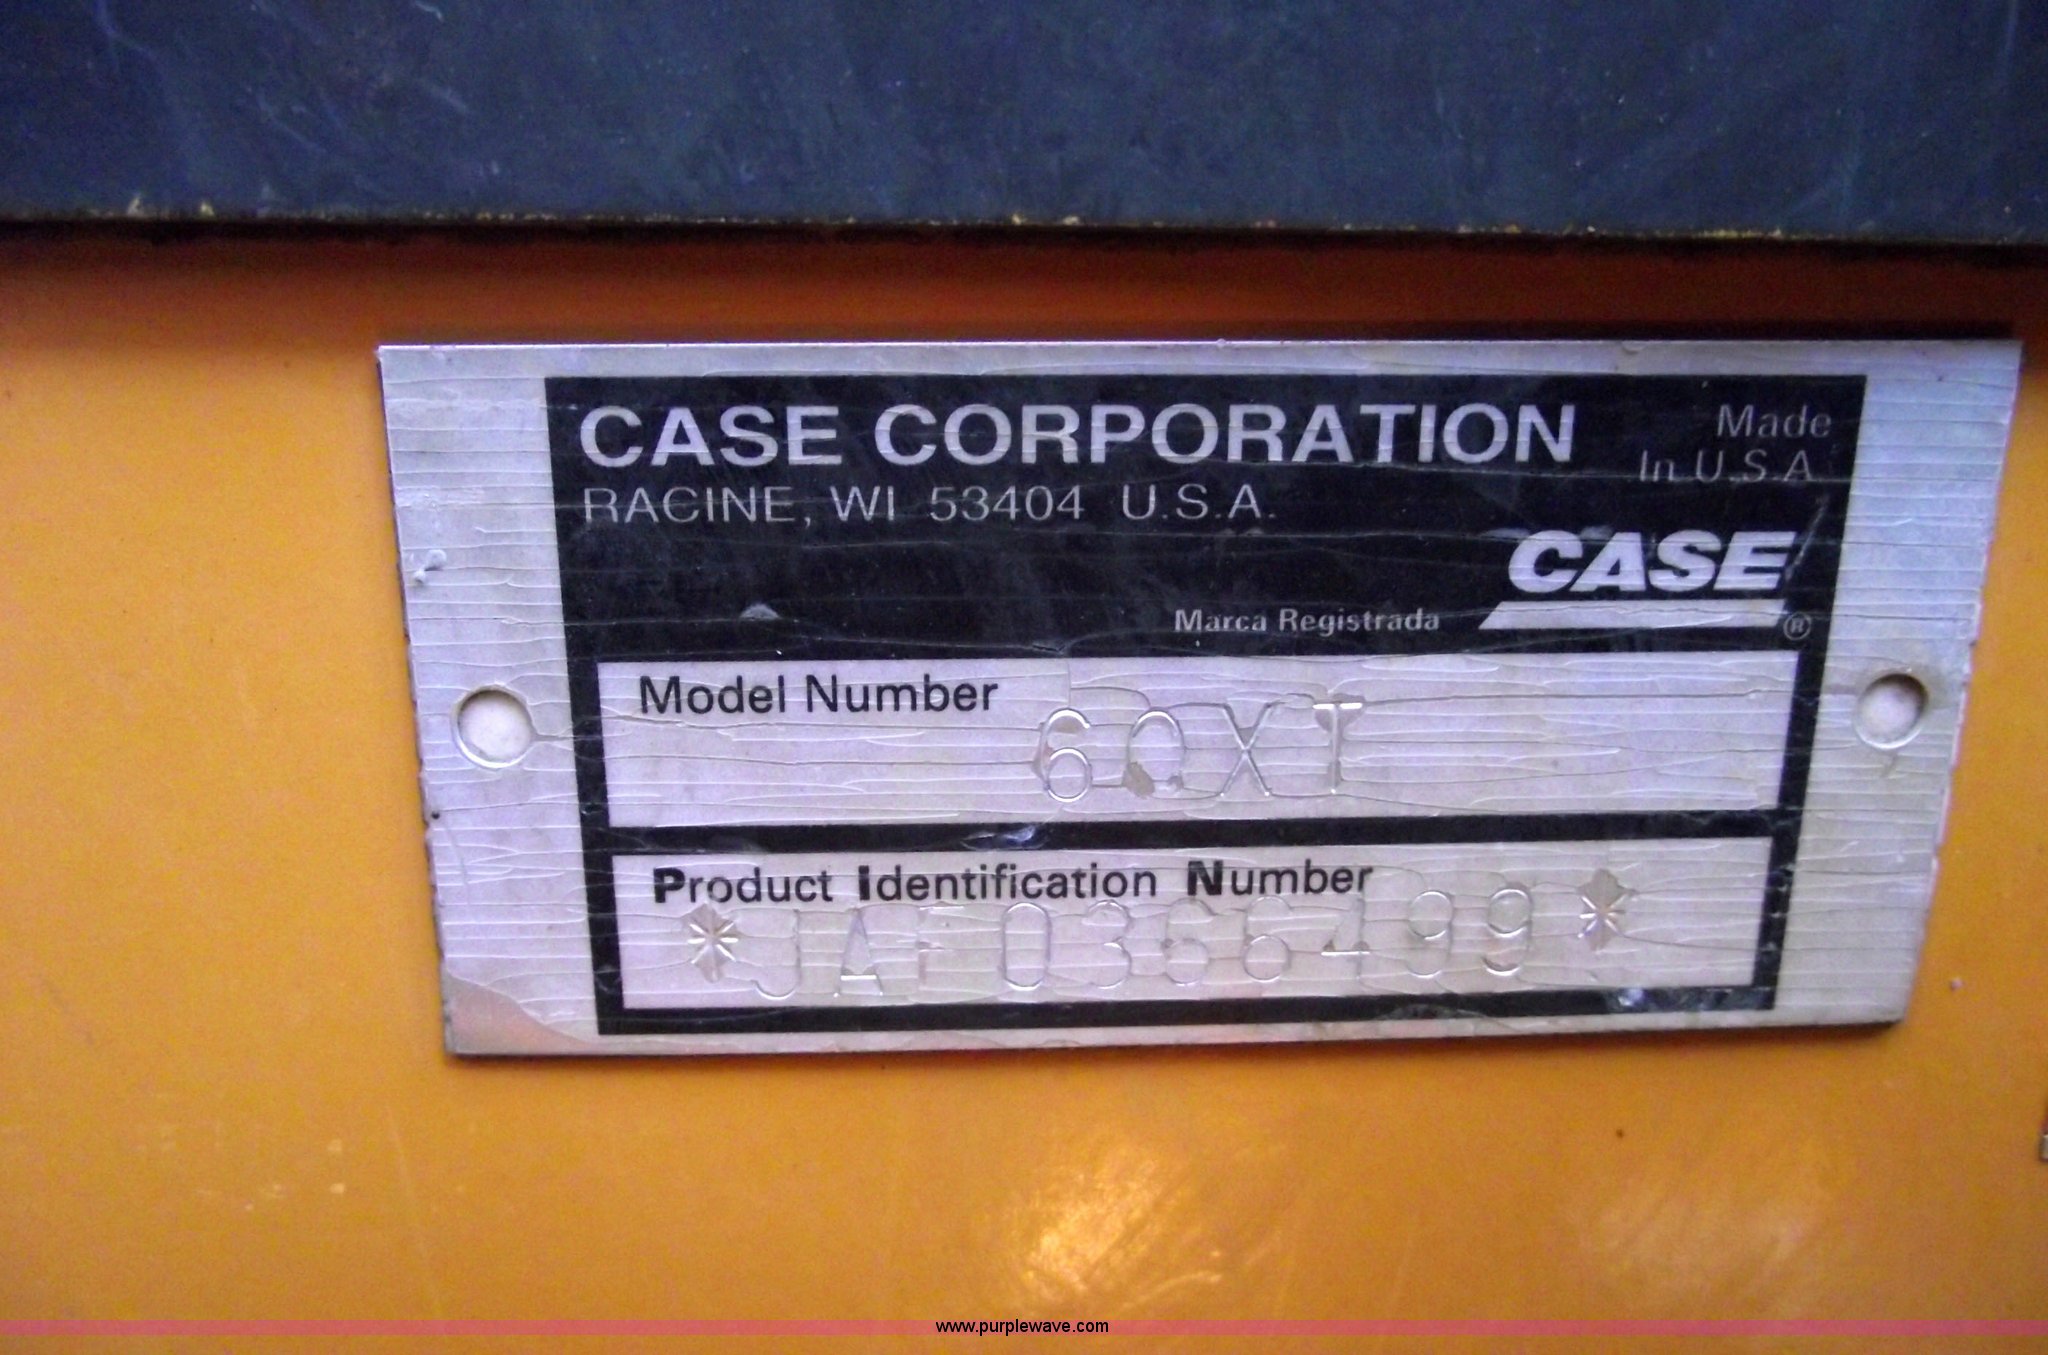 CASE CORPORATION
Made
In U.S.A.
RACINE, WI 53404 U.S.A.
CASE
Marca Registrada ®
Model Number
60XT
Product Identification Number
*JAF0366499*
www.purplewave.com